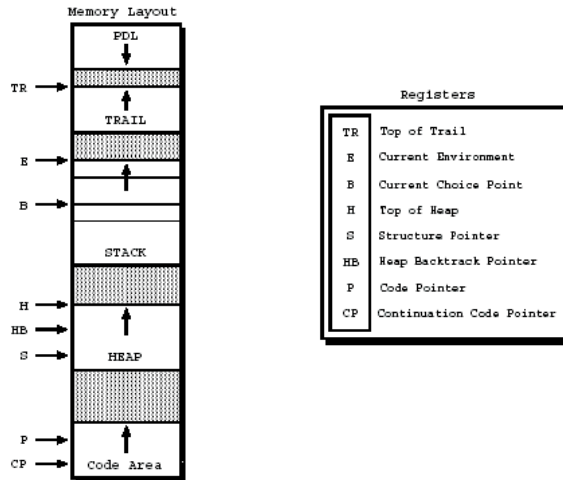 Memory Layout
PDL
TR
TRAIL
E
B
STACK
H
HB
S
HEAP
P
CP
Code Area
Registers
TR Top of Trail
E Current Environment
B Current Choice Point
H Top of Heap
S Structure Pointer
HB Heap Backtrack Pointer
P Code Pointer
CP Continuation Code Pointer